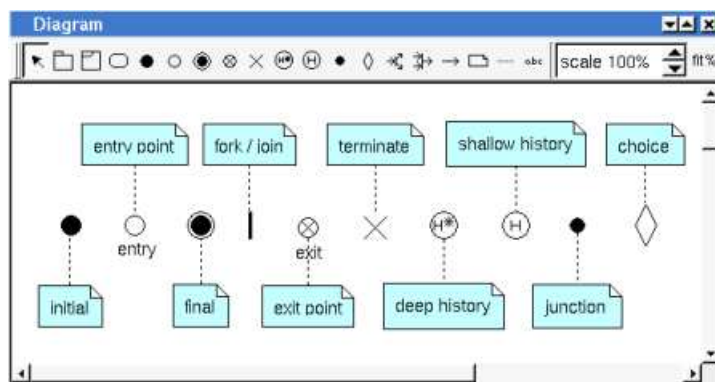 Diagram
H* H abc scale 100% fit%
entry point fork / join terminate shallow history choice
H* H
entry exit
initial final exit point deep history junction